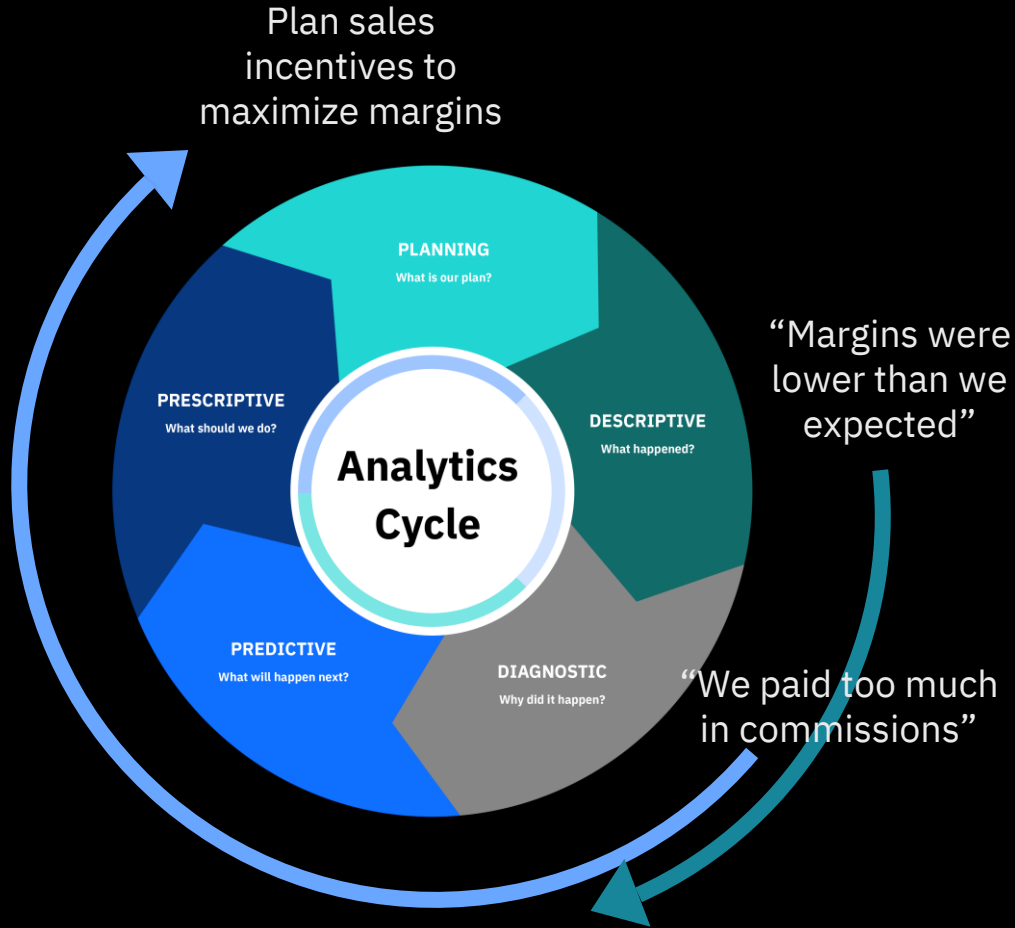 Plan sales
incentives to
maximize margins
PLANNING
What is our plan?
“Margins were
lower than we
expected”
PRESCRIPTIVE
What should we do?
DESCRIPTIVE
What happened?
Analytics
Cycle
PREDICTIVE
What will happen next?
DIAGNOSTIC
Why did it happen?
“We paid too much
in commissions”